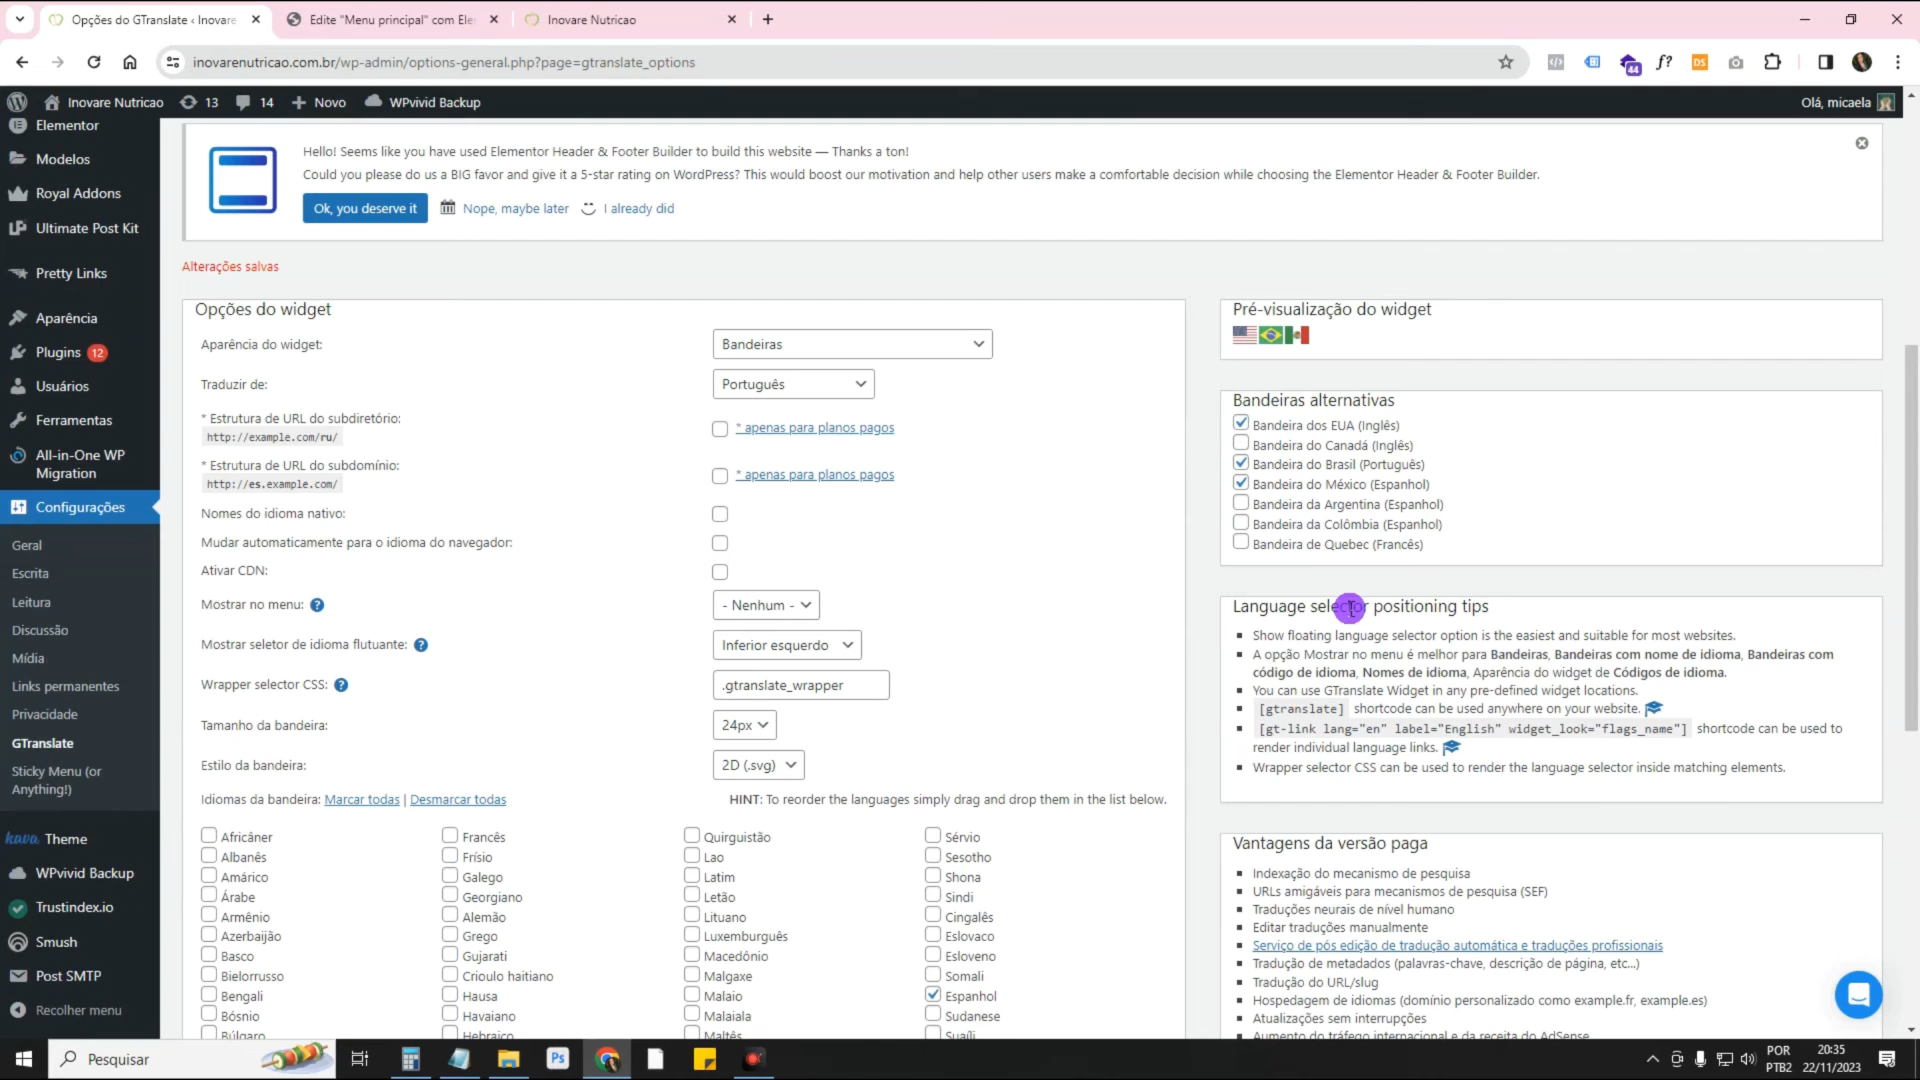 Opções do GTranslate ‹ Inovare
Edite "Menu principal" com Ele
Inovare Nutricao
inovarenutricao.com.br/wp-admin/options-general.php?page=gtranslate_options
44
f?
DS
Inovare Nutricao
13
14
Novo
WPvivid Backup
Olá, micaela
Elementor
Modelos
Royal Addons
Ultimate Post Kit
Pretty Links
Aparência
Plugins 12
Usuários
Ferramentas
All-in-One WP
Migration
Configurações
Geral
Escrita
Leitura
Discussão
Mídia
Links permanentes
Privacidade
GTranslate
Sticky Menu (or
Anything!)
kava Theme
WPvivid Backup
Trustindex.io
Smush
Post SMTP
Recolher menu
Hello! Seems like you have used Elementor Header & Footer Builder to build this website — Thanks a ton!
Could you please do us a BIG favor and give it a 5-star rating on WordPress? This would boost our motivation and help other users make a comfortable decision while choosing the Elementor Header & Footer Builder.
Ok, you deserve it
Nope, maybe later
I already did
Alterações salvas
Opções do widget
Aparência do widget:
Bandeiras
Traduzir de:
Português
* Estrutura de URL do subdiretório:
http://example.com/ru/
* apenas para planos pagos
* Estrutura de URL do subdomínio:
http://es.example.com/
* apenas para planos pagos
Nomes do idioma nativo:
Mudar automaticamente para o idioma do navegador:
Ativar CDN:
Mostrar no menu: ?
- Nenhum -
Mostrar seletor de idioma flutuante: ?
Inferior esquerdo
Wrapper selector CSS: ?
.gtranslate_wrapper
Tamanho da bandeira:
24px
Estilo da bandeira:
2D (.svg)
Idiomas da bandeira: Marcar todas | Desmarcar todas
HINT: To reorder the languages simply drag and drop them in the list below.
Africâner
Albanês
Amárico
Árabe
Armênio
Azerbaijão
Basco
Bielorrusso
Bengali
Bósnio
Búlgaro
Francês
Frísio
Galego
Georgiano
Alemão
Grego
Gujarati
Crioulo haitiano
Hausa
Havaiano
Hebraico
Quirguistão
Lao
Latim
Letão
Lituano
Luxemburguês
Macedônio
Malgaxe
Malaio
Malaiala
Maltês
Sérvio
Sesotho
Shona
Sindi
Cingalês
Eslovaco
Esloveno
Somali
Espanhol
Sudanese
Suaíli
Pré-visualização do widget
Bandeiras alternativas
Bandeira dos EUA (Inglês)
Bandeira do Canadá (Inglês)
Bandeira do Brasil (Português)
Bandeira do México (Espanhol)
Bandeira da Argentina (Espanhol)
Bandeira da Colômbia (Espanhol)
Bandeira de Quebec (Francês)
Language selector positioning tips
Show floating language selector option is the easiest and suitable for most websites.
A opção Mostrar no menu é melhor para Bandeiras, Bandeiras com nome de idioma, Bandeiras com
código de idioma, Nomes de idioma, Aparência do widget de Códigos de idioma.
You can use GTranslate Widget in any pre-defined widget locations.
[gtranslate] shortcode can be used anywhere on your website.
[gt-link lang="en" label="English" widget_look="flags_name"] shortcode can be used to
render individual language links.
Wrapper selector CSS can be used to render the language selector inside matching elements.
Vantagens da versão paga
Indexação do mecanismo de pesquisa
URLs amigáveis para mecanismos de pesquisa (SEF)
Traduções neurais de nível humano
Editar traduções manualmente
Serviço de pós edição de tradução automática e traduções profissionais
Tradução de metadados (palavras-chave, descrição de página, etc...)
Tradução do URL/slug
Hospedagem de idiomas (domínio personalizado como example.fr, example.es)
Atualizações sem interrupções
Aumento do tráfego internacional e da receita do AdSense
Pesquisar
Ps
POR
PTB2
20:35
22/11/2023